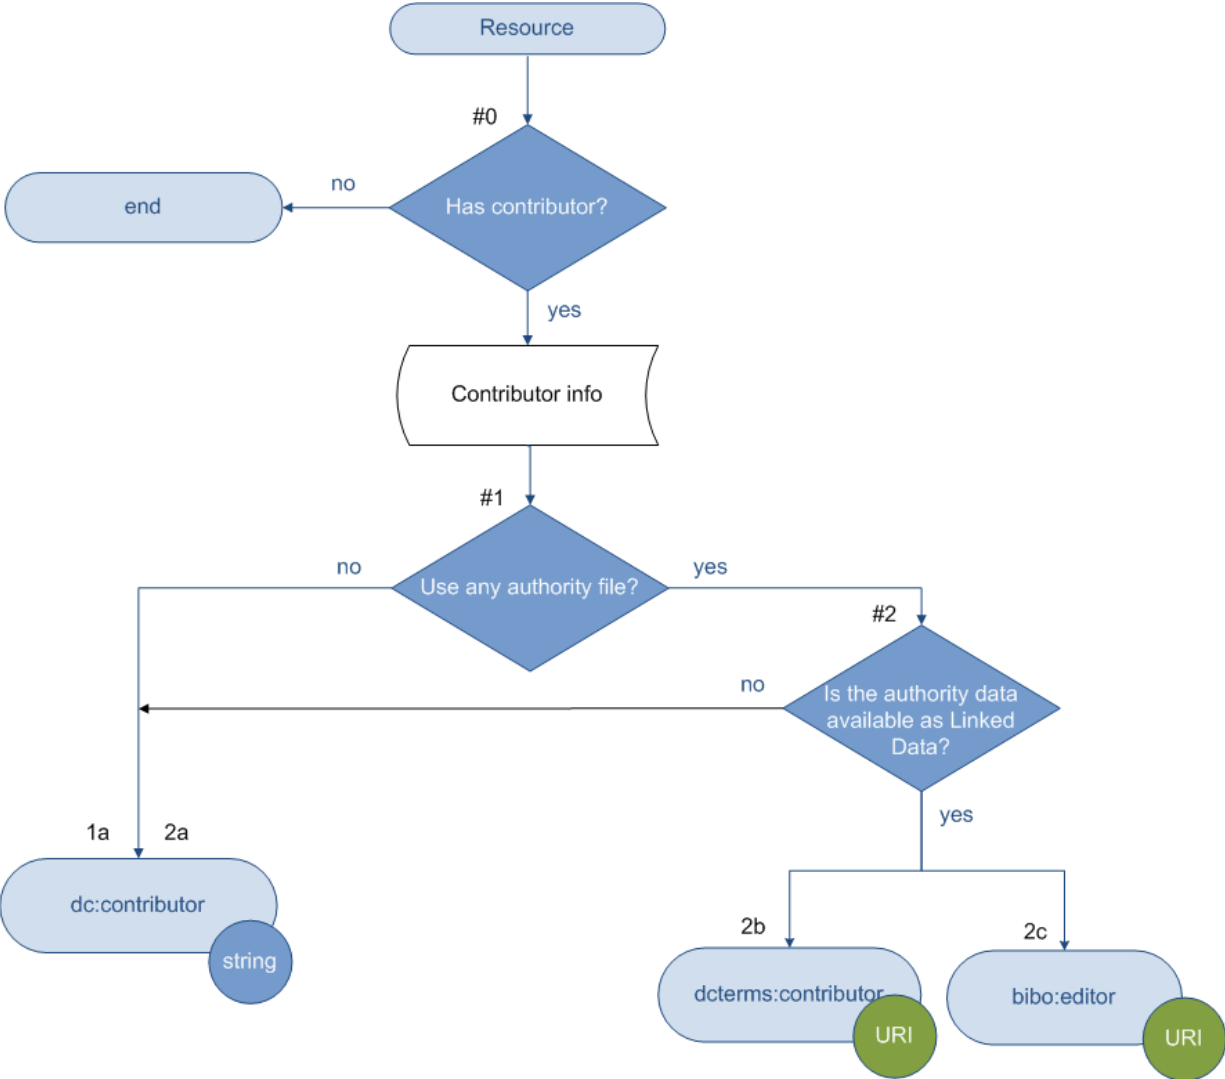 Resource
#0
Has contributor?
no
end
yes
Contributor info
#1
Use any authority file?
no
yes
#2
Is the authority data
available as Linked
Data?
no
yes
1a
2a
dc:contributor
string
2b
dcterms:contributor
URI
2c
bibo:editor
URI